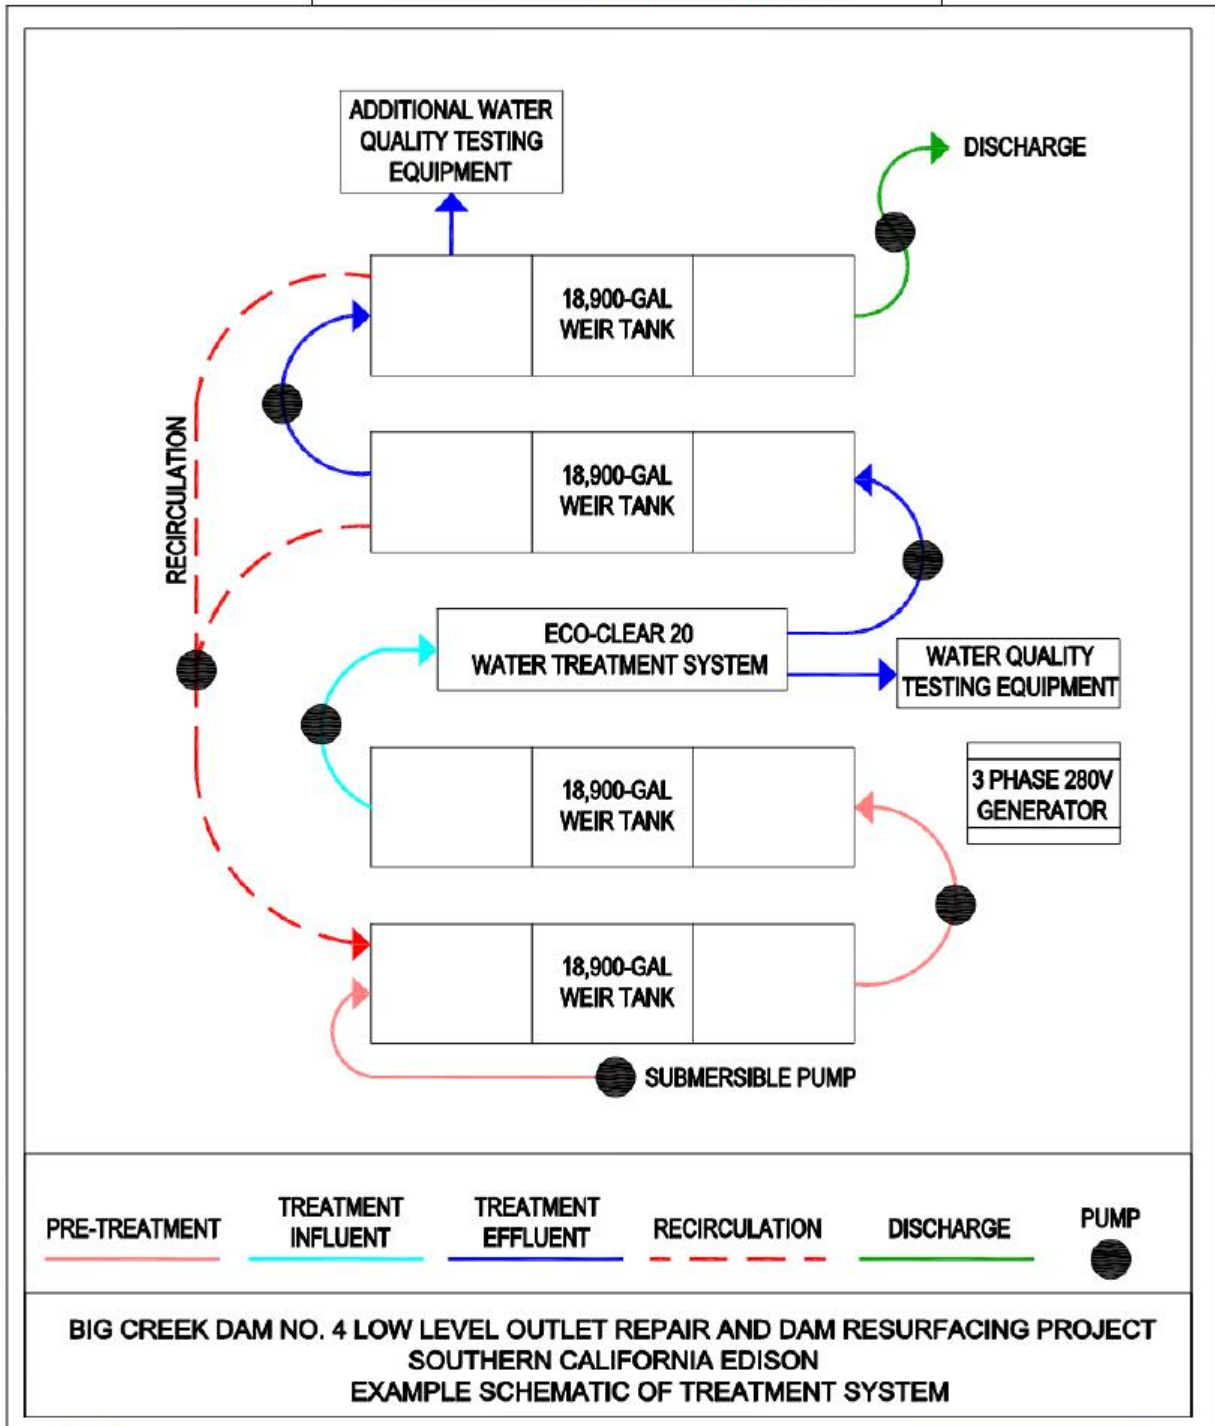 ADDITIONAL WATER
QUALITY TESTING
EQUIPMENT
DISCHARGE
18,900-GAL
WEIR TANK
RECIRCULATION
18,900-GAL
WEIR TANK
ECO-CLEAR 20
WATER TREATMENT SYSTEM
WATER QUALITY
TESTING EQUIPMENT
18,900-GAL
WEIR TANK
3 PHASE 280V
GENERATOR
18,900-GAL
WEIR TANK
SUBMERSIBLE PUMP
PRE-TREATMENT
TREATMENT
INFLUENT
TREATMENT
EFFLUENT
RECIRCULATION
DISCHARGE
PUMP
BIG CREEK DAM NO. 4 LOW LEVEL OUTLET REPAIR AND DAM RESURFACING PROJECT
SOUTHERN CALIFORNIA EDISON
EXAMPLE SCHEMATIC OF TREATMENT SYSTEM